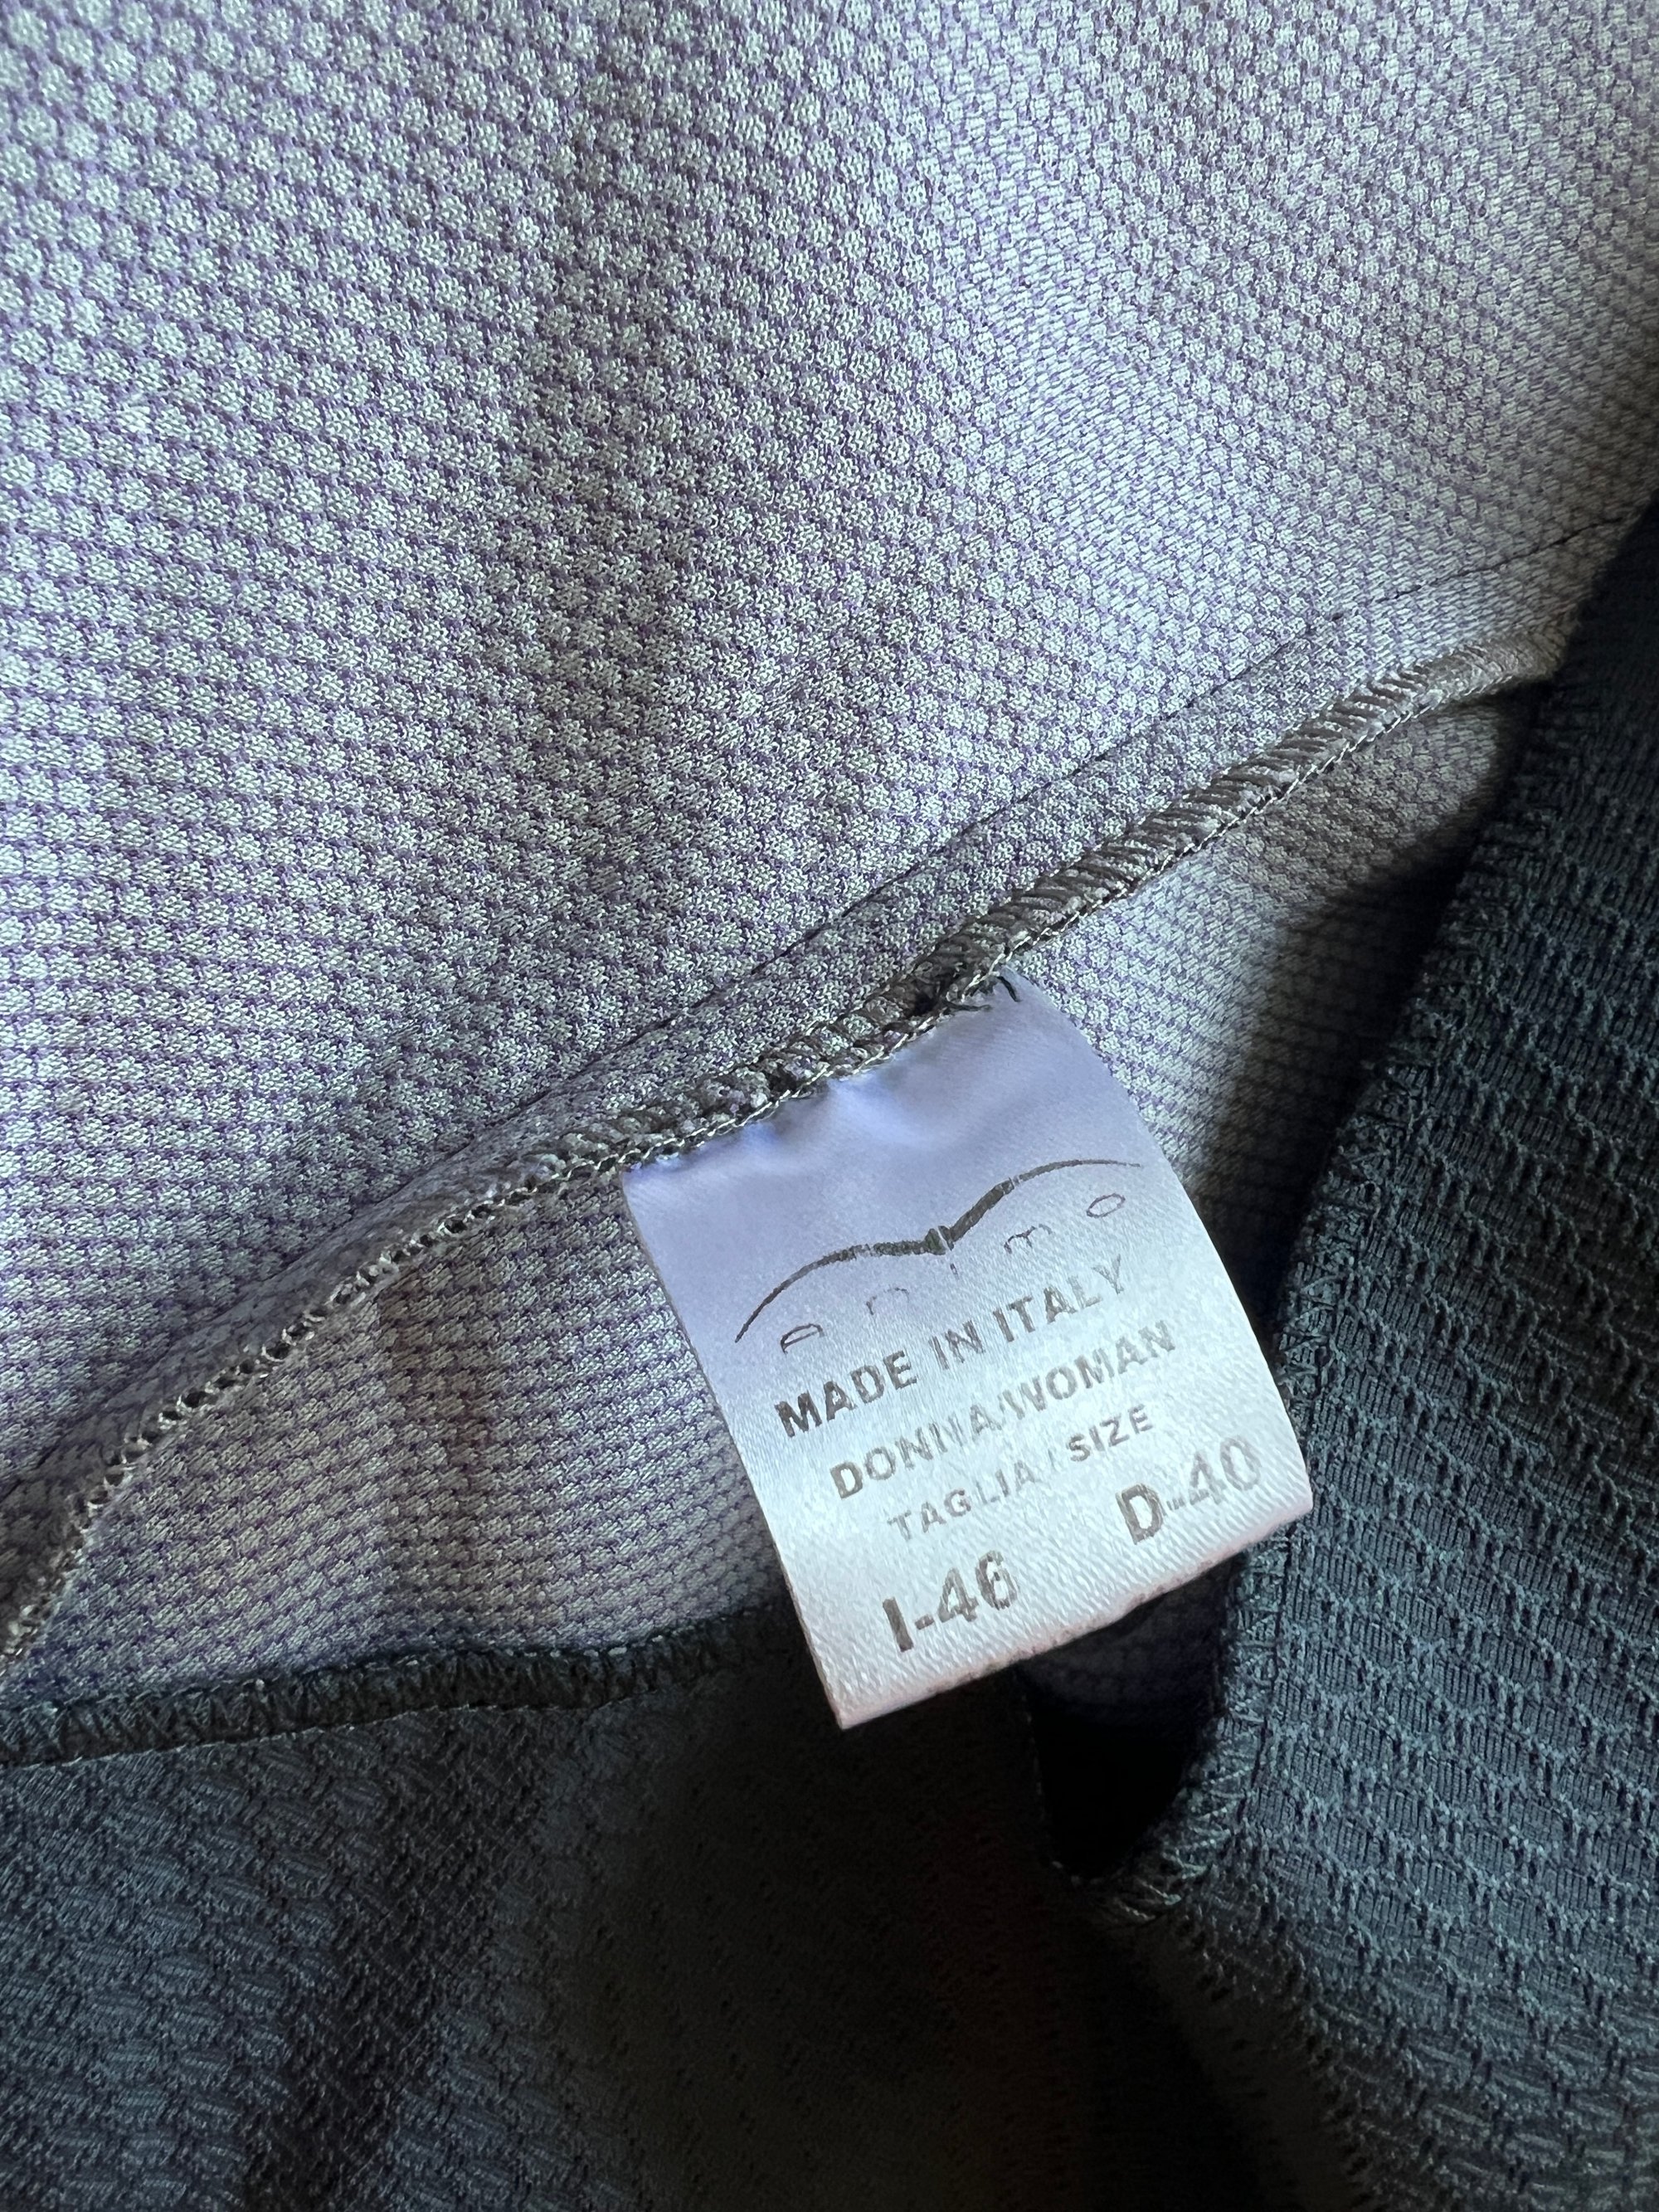 animo
MADE IN ITALY
DONNA/WOMAN
TAGLIA / SIZE
I-46 D-40